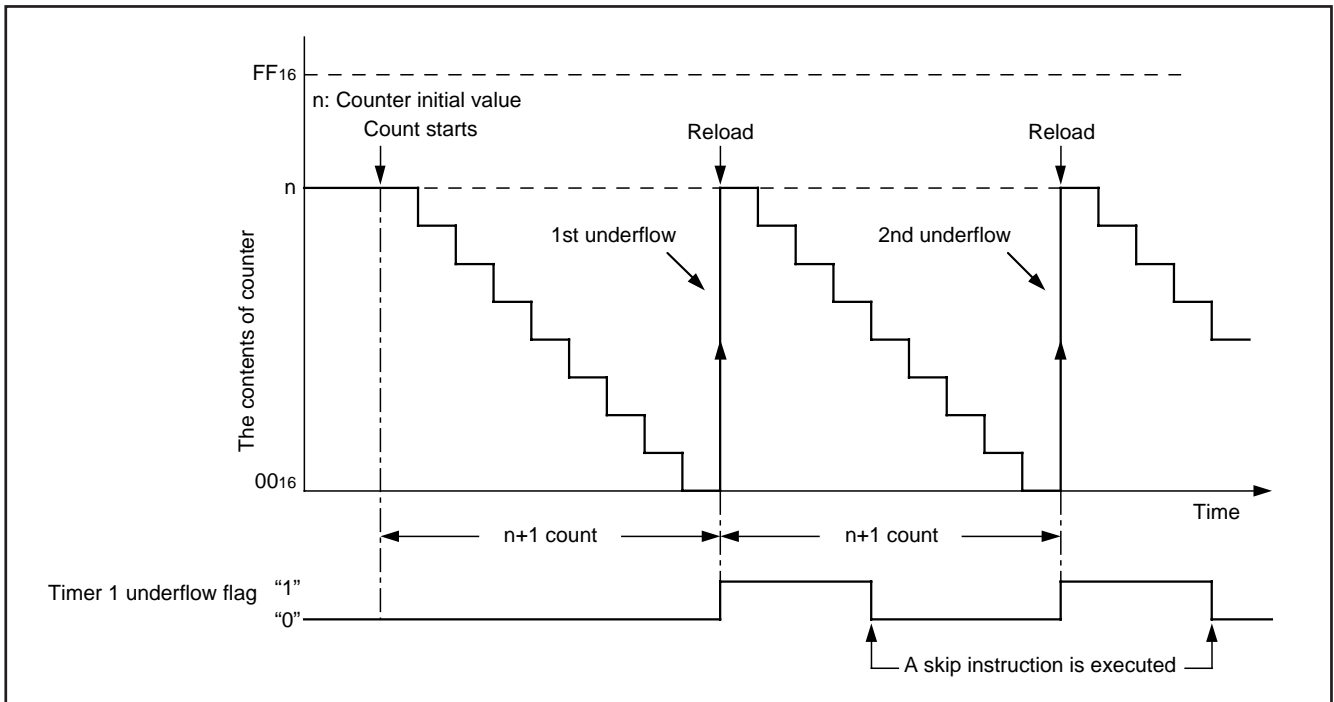 FF16
n: Counter initial value
Count starts
Reload
Reload
n
1st underflow
2nd underflow
The contents of counter
0016
Time
n+1 count
n+1 count
Timer 1 underflow flag
“1”
“0”
A skip instruction is executed